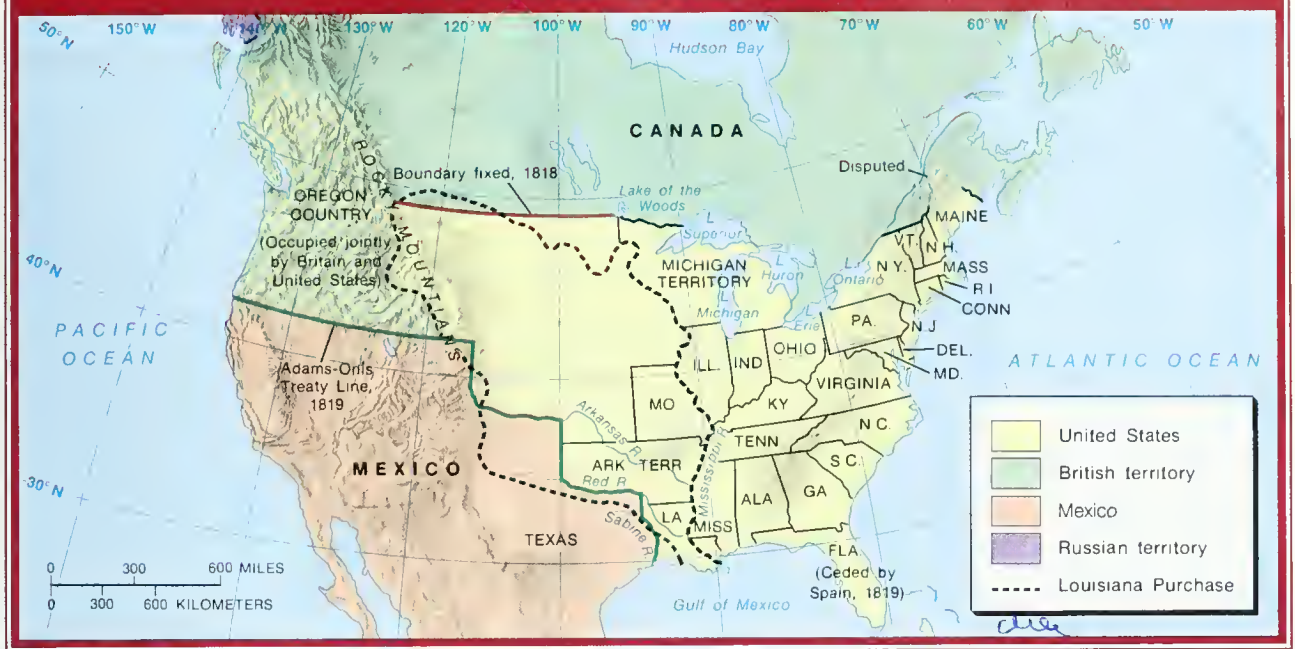 50°N
150°W
140°
130°W
120°W
110°W
100°W
90°W
80°W
70°W
60°W
50°W
Hudson Bay
CANADA
Disputed
ROCKY MOUNTIANS
Boundary fixed, 1818
Lake of the
Woods
OREGON
COUNTRY
(Occupied jointly
by Britain and
United States)
L
Superior
MAINE
VT.
N H.
MICHIGAN
TERRITORY
L
Huron
L
Ontario
N Y.
MASS
R I
CONN
40°N
L
Michigan
L
Erie
PA.
N.J
DEL.
MD.
PACIFIC
OCEAN
ATLANTIC OCEAN
Adams-Onis
Treaty Line,
1819
ILL.
IND
OHIO
VIRGINIA
MO
KY
N C.
Arkansas R
TENN
S C.
MEXICO
ARK TERR
Red R
Mississippi R
ALA
GA
30°N
LA
MISS
Sabine R
TEXAS
FLA
(Ceded by
Spain, 1819)
Gulf of Mexico
0 300 600 MILES
0 300 600 KILOMETERS
United States
British territory
Mexico
Russian territory
Louisiana Purchase